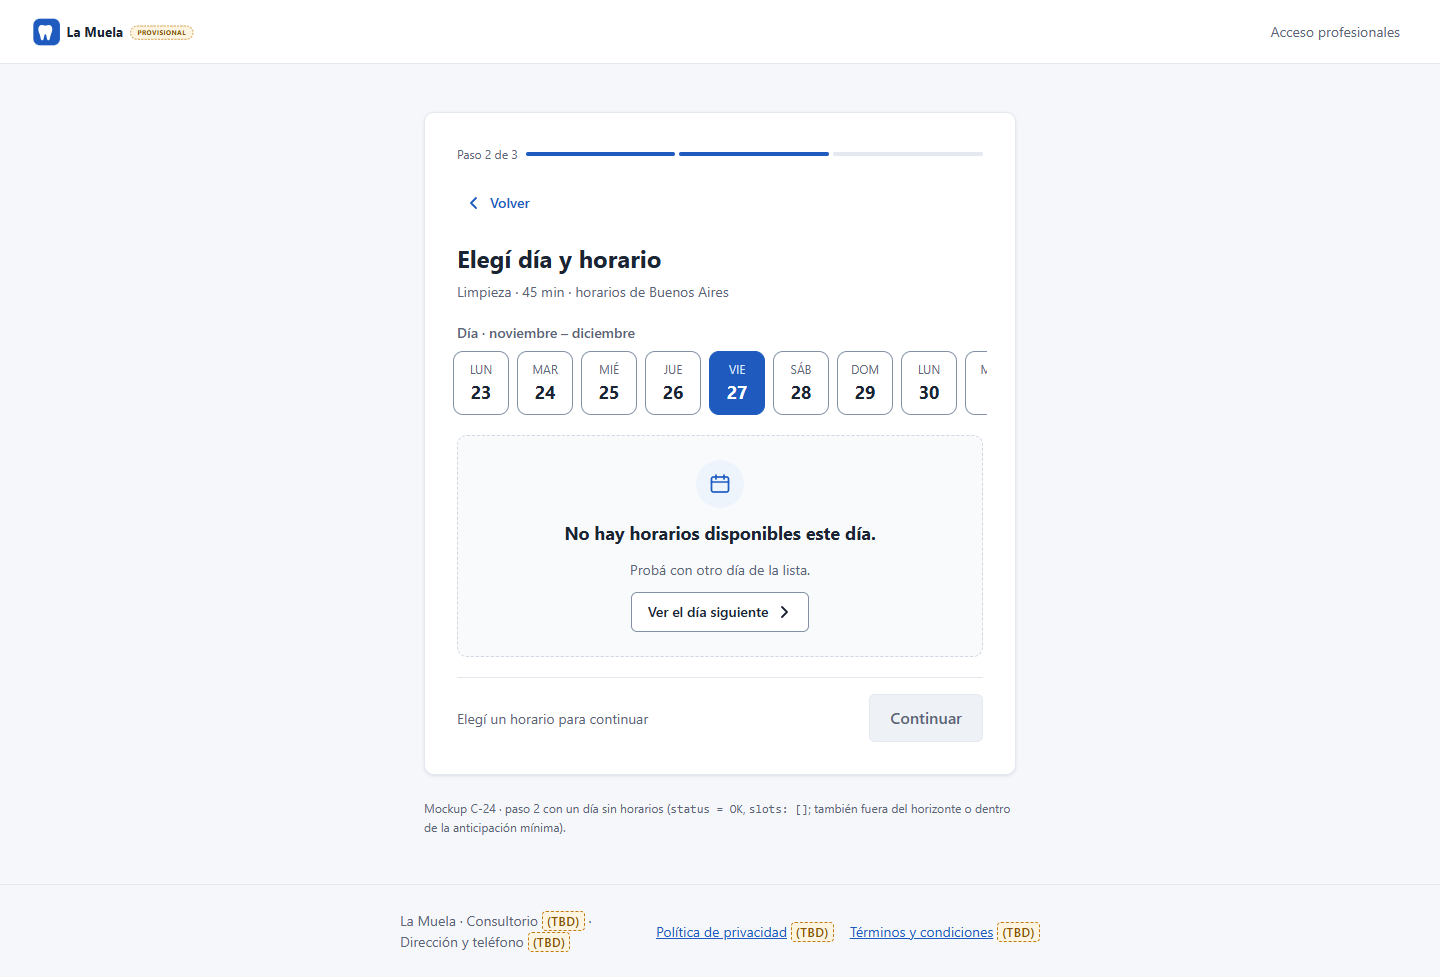 La Muela PROVISIONAL
Acceso profesionales
Paso 2 de 3
Volver
Elegí día y horario
Limpieza · 45 min · horarios de Buenos Aires
Día · noviembre – diciembre
LUN MAR MIÉ JUE VIE SÁB DOM LUN
23 24 25 26 27 28 29 30
No hay horarios disponibles este día.
Probá con otro día de la lista.
Ver el día siguiente
Elegí un horario para continuar
Continuar
Mockup C-24 · paso 2 con un día sin horarios (status = OK, slots: []; también fuera del horizonte o dentro
de la anticipación mínima).
La Muela · Consultorio (TBD) ·
Dirección y teléfono (TBD)
Política de privacidad (TBD) Términos y condiciones (TBD)